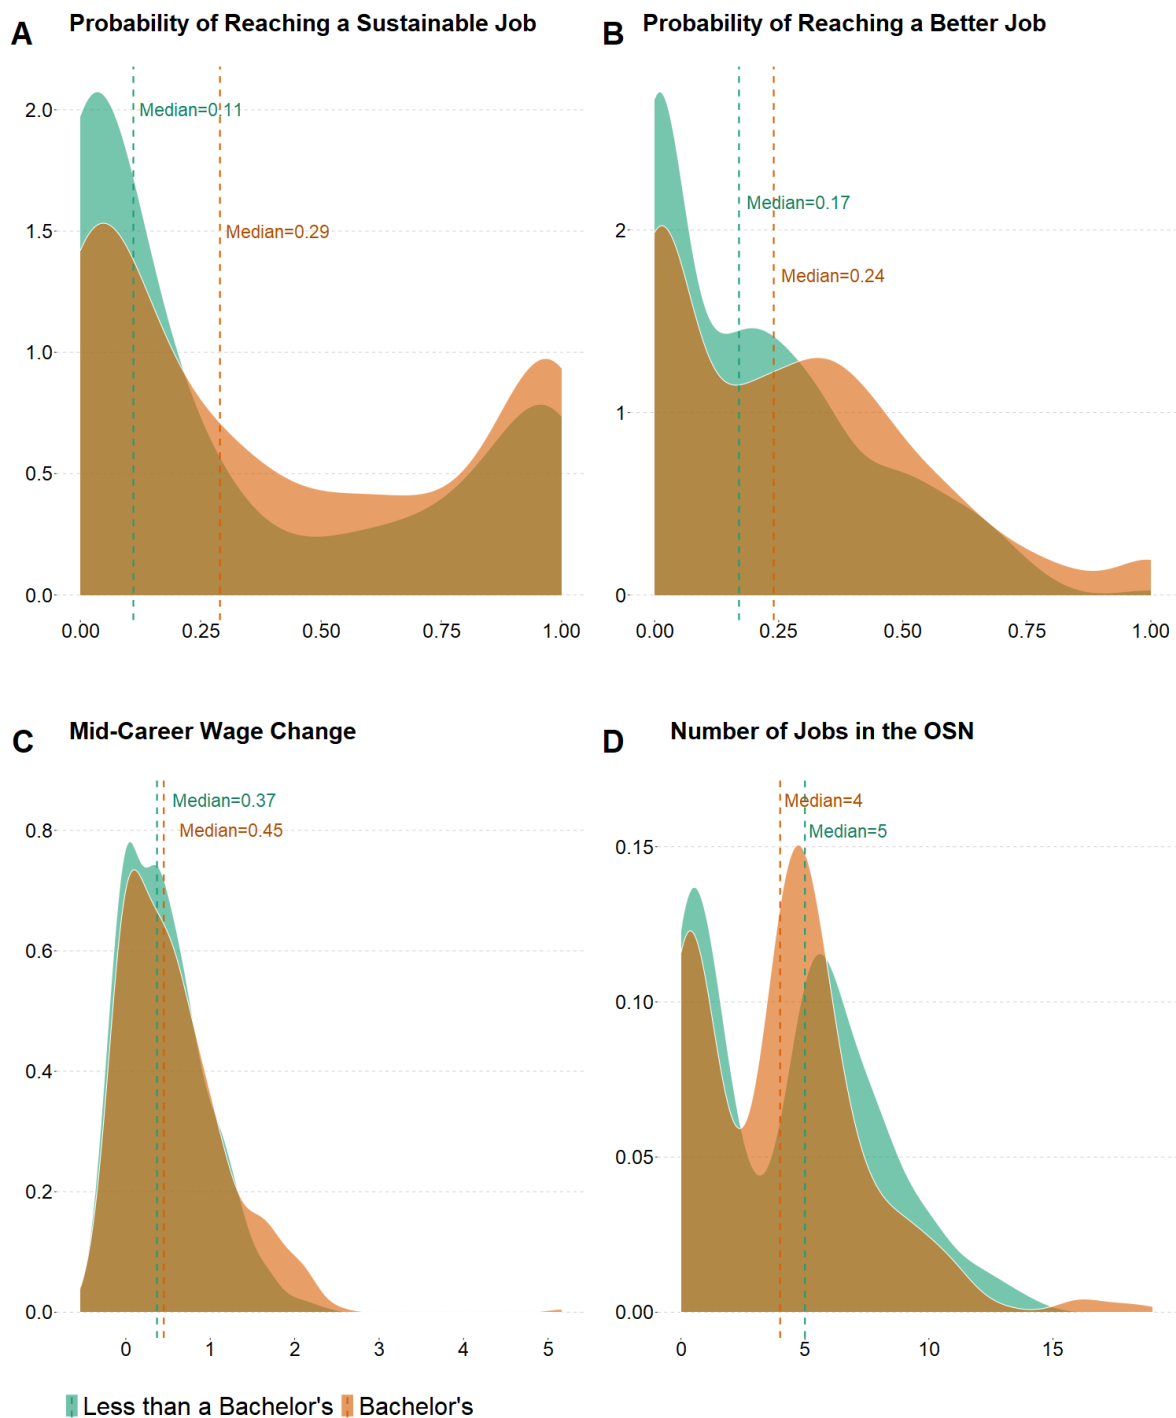 A Probability of Reaching a Sustainable Job
Median=0.11
Median=0.29
2.0
1.5
1.0
0.5
0.0
0.00 0.25 0.50 0.75 1.00
B Probability of Reaching a Better Job
Median=0.17
Median=0.24
2
1
0
0.00 0.25 0.50 0.75 1.00
C Mid-Career Wage Change
Median=0.37
Median=0.45
0.8
0.6
0.4
0.2
0.0
0 1 2 3 4 5
D Number of Jobs in the OSN
Median=4
Median=5
0.15
0.10
0.05
0.00
0 5 10 15
Less than a Bachelor's Bachelor's